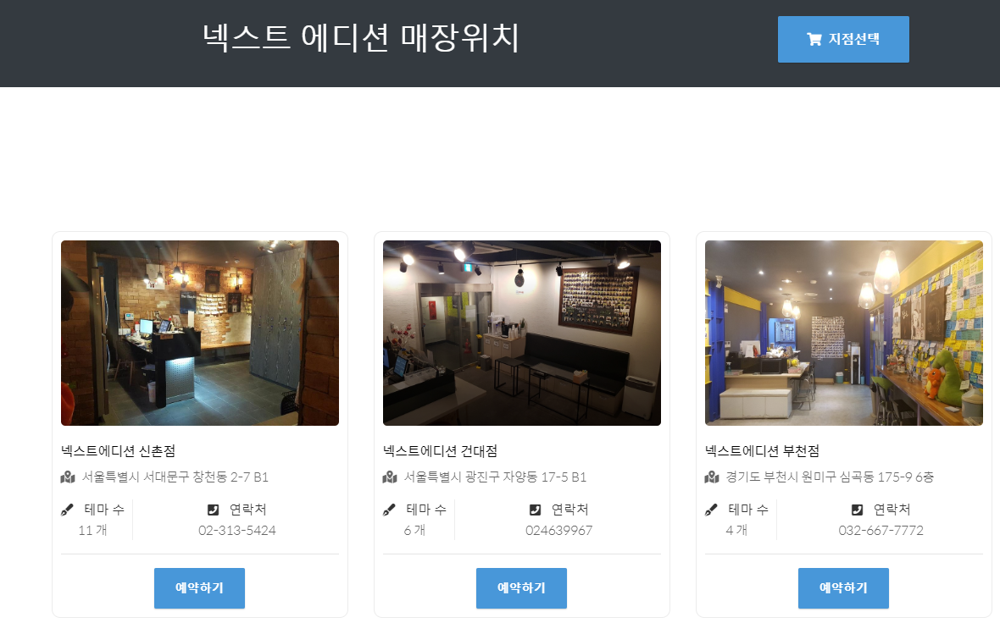 넥스트 에디션 매장위치
지점선택
넥스트에디션 신촌점
서울특별시 서대문구 창천동 2-7 B1
테마 수 연락처
11 개 02-313-5424
예약하기
넥스트에디션 건대점
서울특별시 광진구 자양동 17-5 B1
테마 수 연락처
6 개 024639967
예약하기
넥스트에디션 부천점
경기도 부천시 원미구 심곡동 175-9 6층
테마 수 연락처
4 개 032-667-7772
예약하기